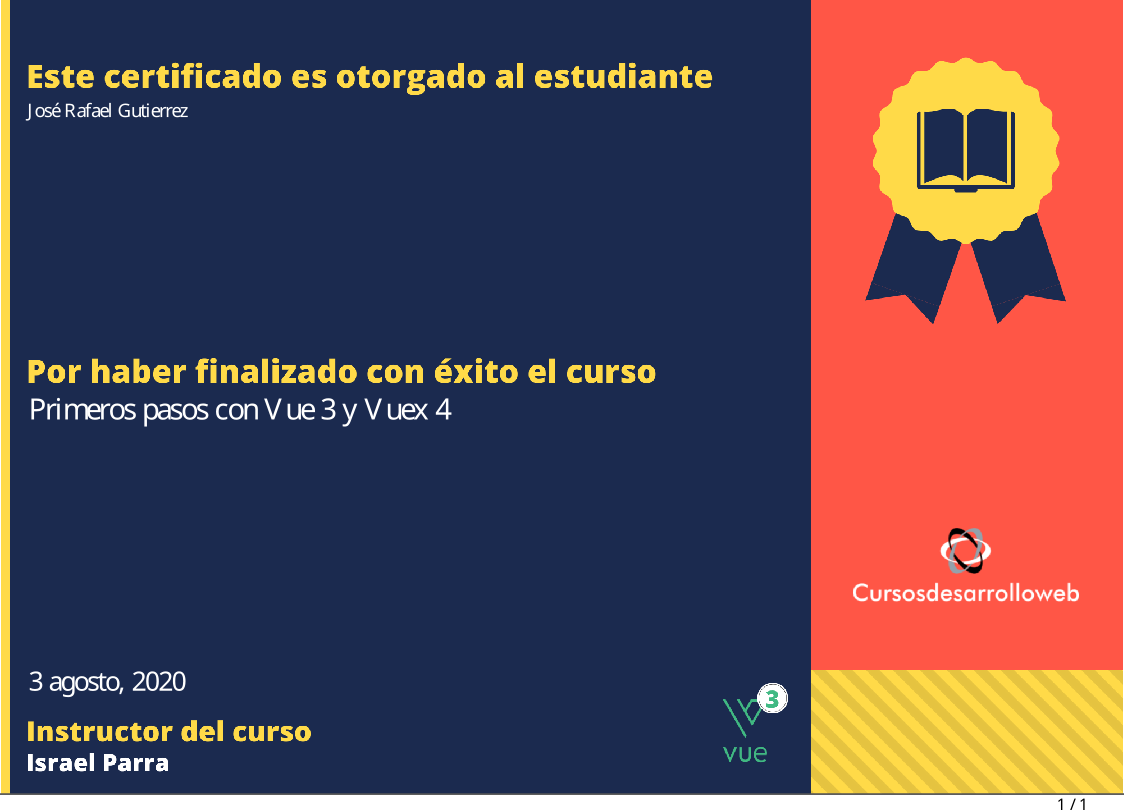 Este certificado es otorgado al estudiante
José Rafael Gutierrez
Por haber finalizado con éxito el curso
Primeros pasos con Vue 3 y Vuex 4
Cursosdesarrolloweb
3 agosto, 2020
Instructor del curso
Israel Parra
3
vue
1 / 1